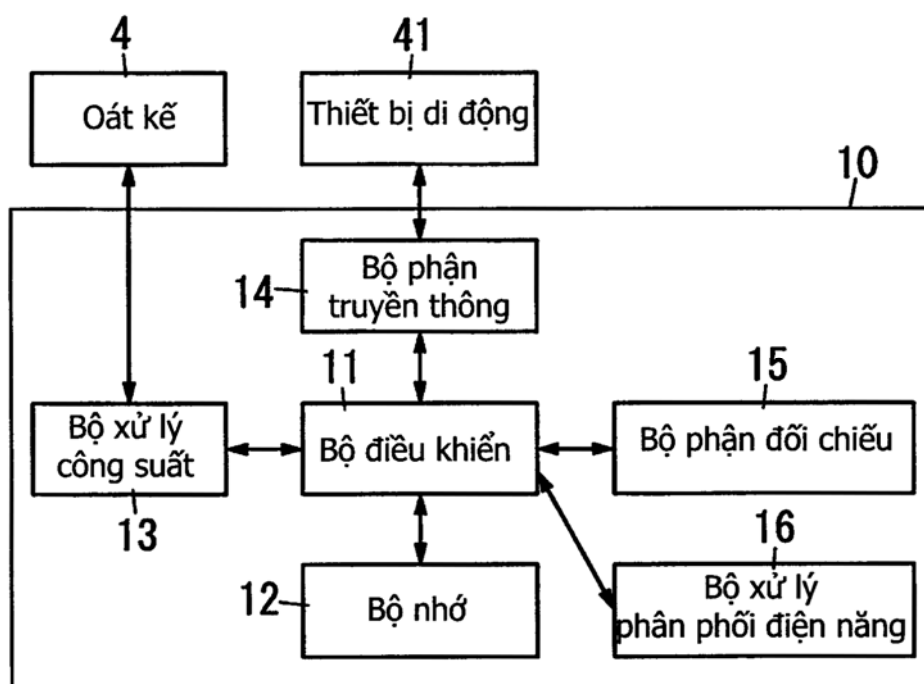 4
41
Oát kế
Thiết bị di động
10
Bộ phận
truyền thông
14
11
15
Bộ xử lý
công suất
Bộ điều khiển
Bộ phận đối chiếu
13
16
12
Bộ nhớ
Bộ xử lý
phân phối điện năng